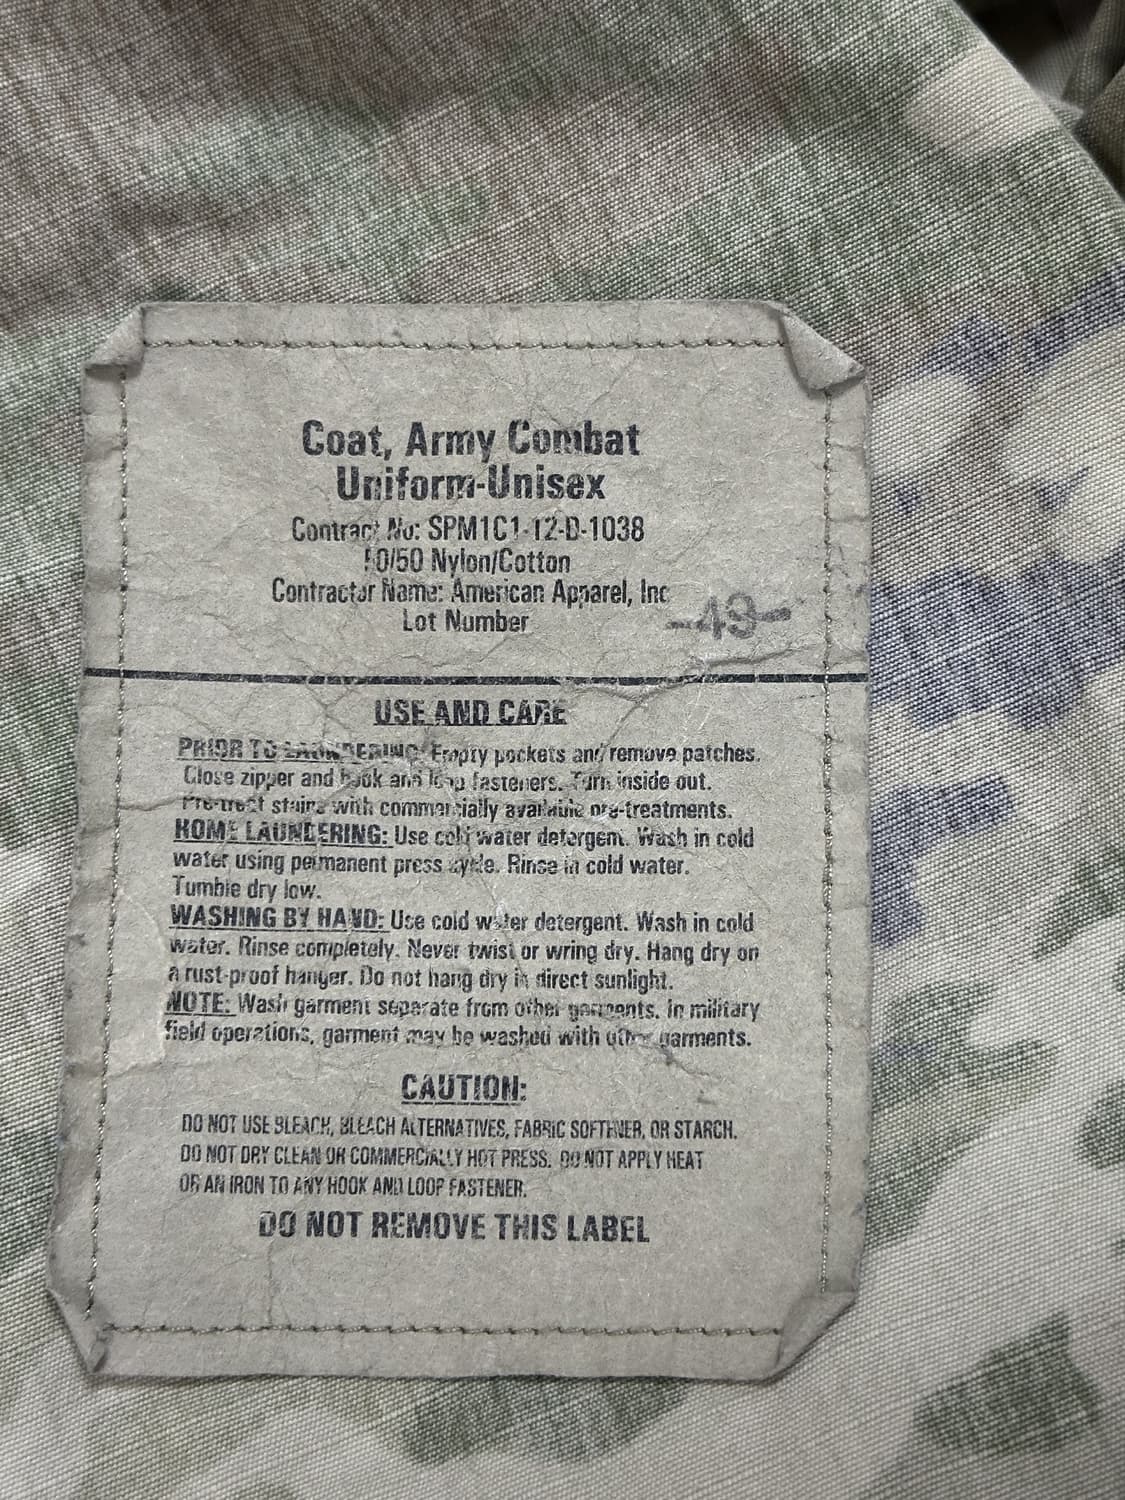 Coat, Army Combat
Uniform-Unisex
Contract No: SPM1C1-12-D-1038
50/50 Nylon/Cotton
Contractor Name: American Apparel, Inc
Lot Number
USE AND CARE
PRIOR TO LAUNDERING: Empty pockets and remove patches.
Close zipper and hook and loop fasteners. Turn inside out.
Pre-treat stains with commercially available pre-treatments.
HOME LAUNDERING: Use cold water detergent. Wash in cold
water using permanent press cycle. Rinse in cold water.
Tumble dry low.
WASHING BY HAND: Use cold water detergent. Wash in cold
water. Rinse completely. Never twist or wring dry. Hang dry on
a rust-proof hanger. Do not hang dry in direct sunlight.
NOTE: Wash garment separate from other garments. In military
field operations, garment may be washed with other garments.
CAUTION:
DO NOT USE BLEACH, BLEACH ALTERNATIVES, FABRIC SOFTENER, OR STARCH.
DO NOT DRY CLEAN OR COMMERCIALLY HOT PRESS. DO NOT APPLY HEAT
OR AN IRON TO ANY HOOK AND LOOP FASTENER.
DO NOT REMOVE THIS LABEL